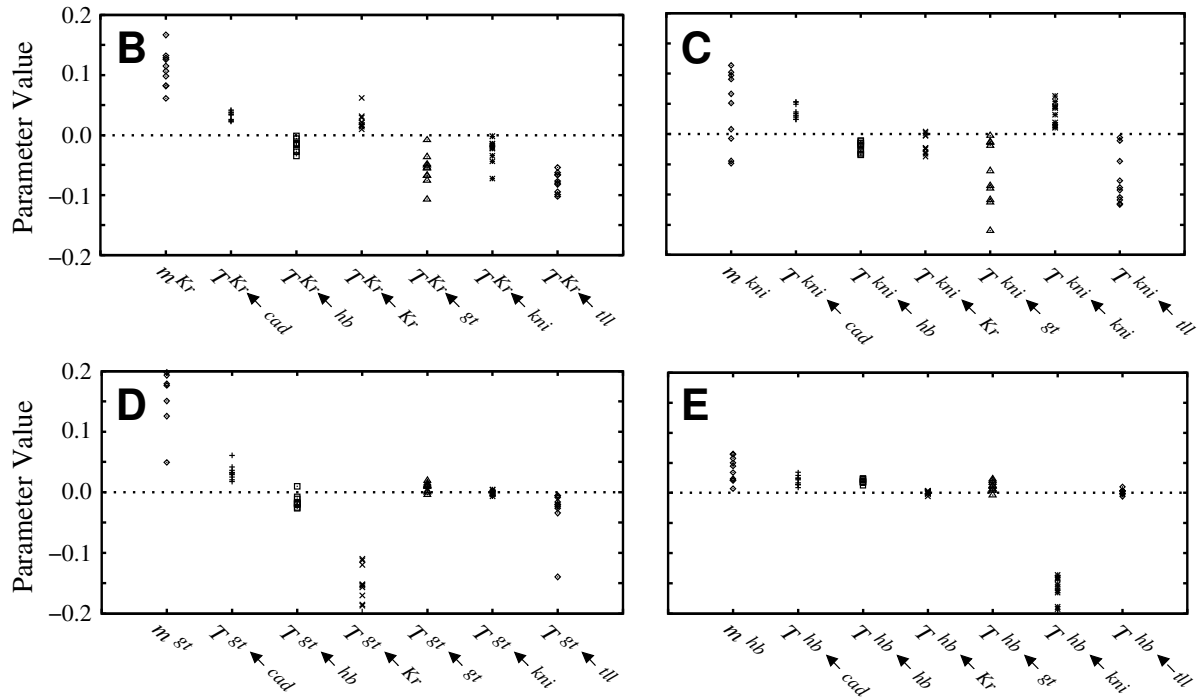 B
C
Parameter Value
0.2
0.1
0.0
−0.1
−0.2
m Kr
T Kr cad
T Kr hb
T Kr Kr
T Kr gt
T Kr kni
T Kr tll
m kni
T kni cad
T kni hb
T kni Kr
T kni gt
T kni kni
T kni tll
D
E
Parameter Value
0.2
0.1
0.0
−0.1
−0.2
m gt
T gt cad
T gt hb
T gt Kr
T gt gt
T gt kni
T gt tll
m hb
T hb cad
T hb hb
T hb Kr
T hb gt
T hb kni
T hb tll